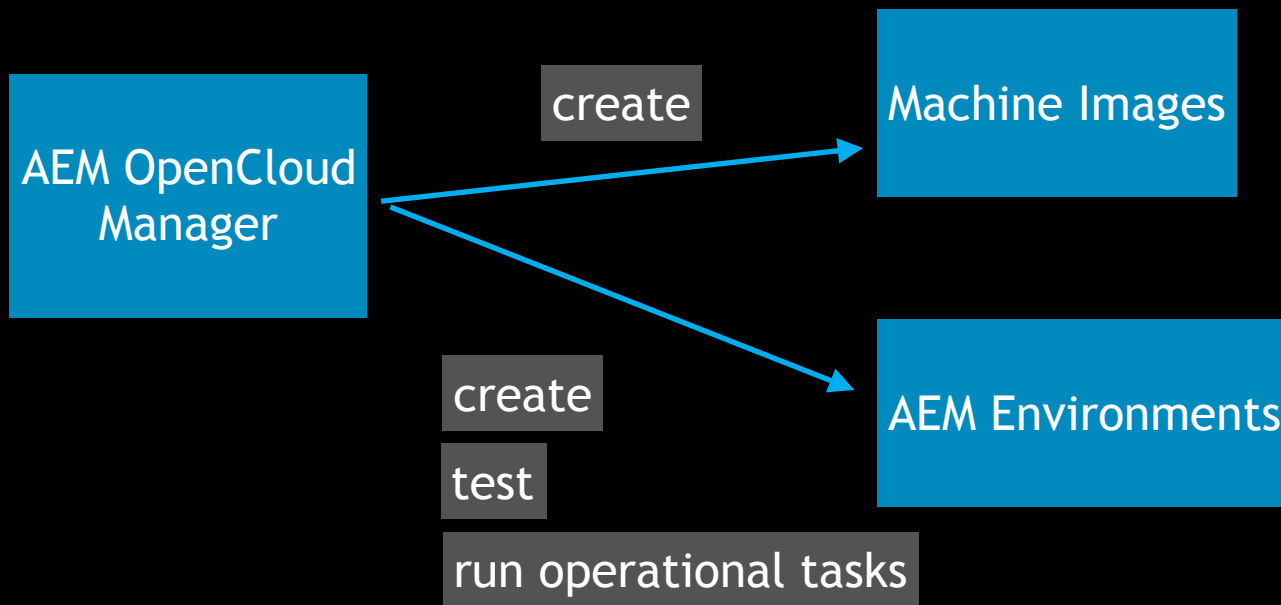 AEM OpenCloud
Manager
create
Machine Images
create
test
run operational tasks
AEM Environments